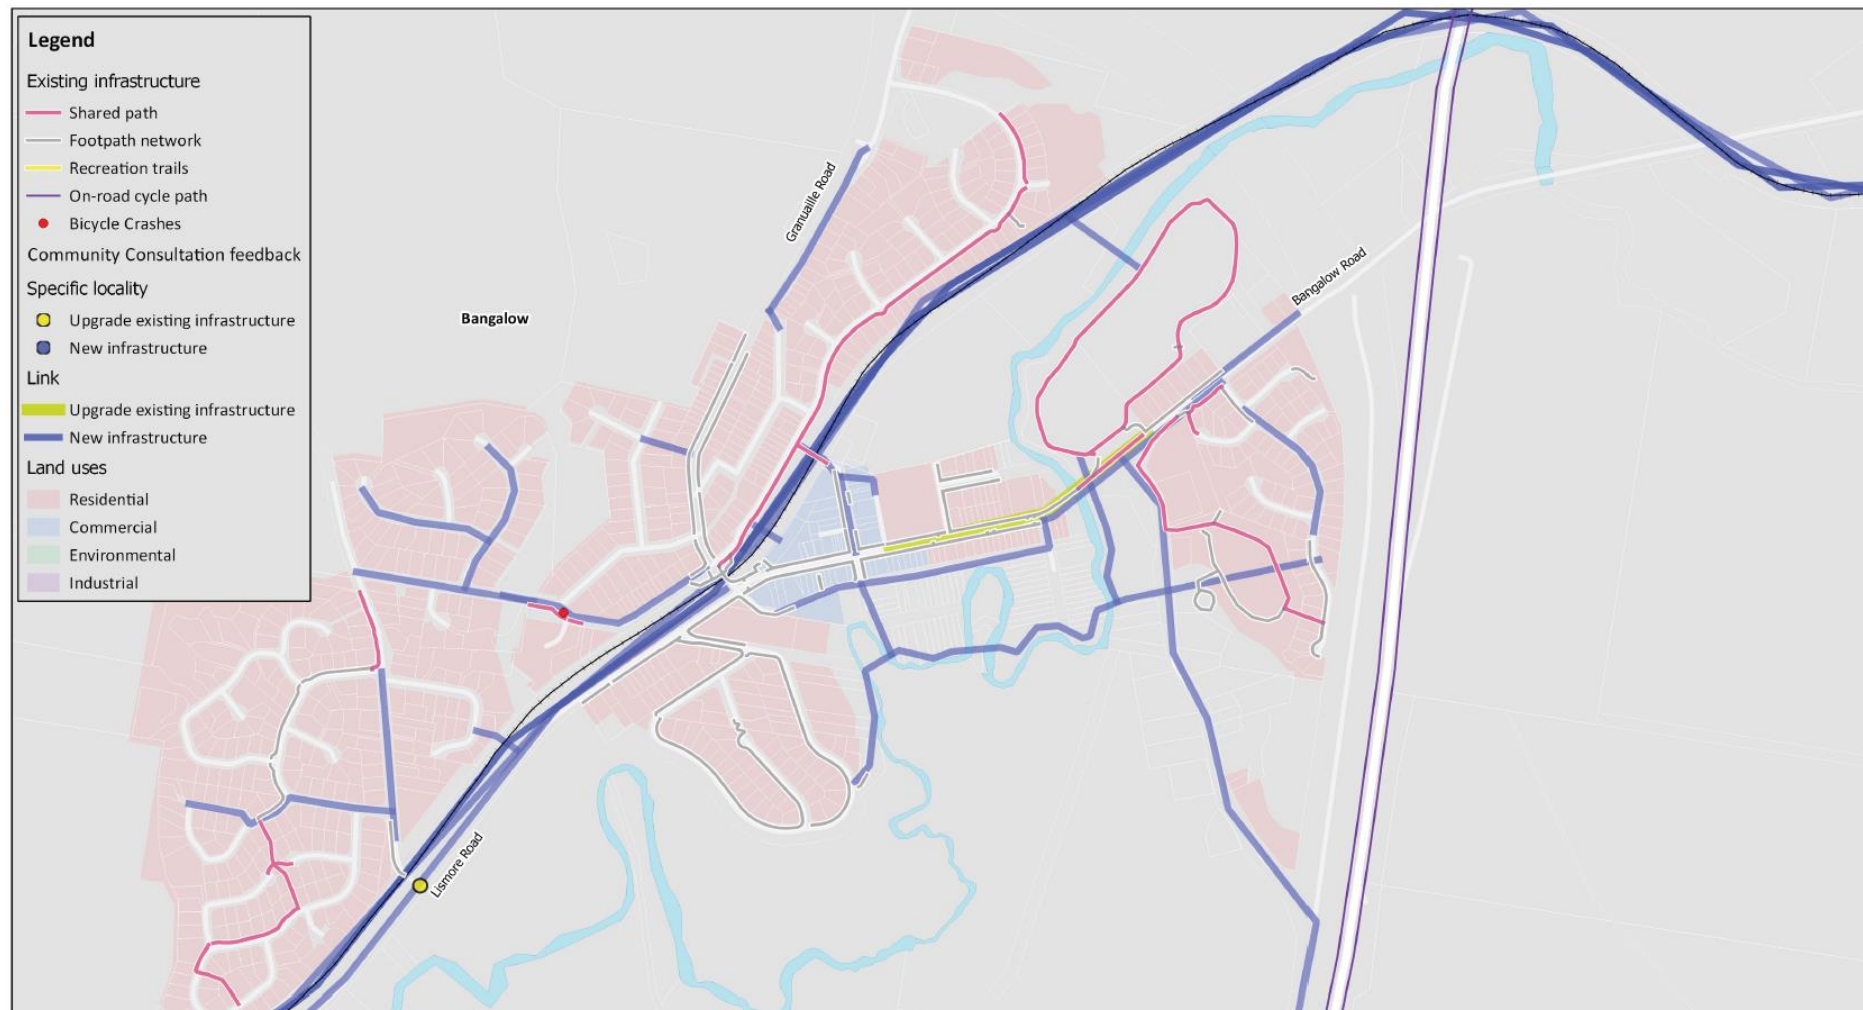 Legend
Existing infrastructure
Shared path
Footpath network
Recreation trails
On-road cycle path
Bicycle Crashes
Community Consultation feedback
Specific locality
Upgrade existing infrastructure
New infrastructure
Link
Upgrade existing infrastructure
New infrastructure
Land uses
Residential
Commercial
Environmental
Industrial
Granuaille Road
Bangalow Road
Bangalow
Lismore Road